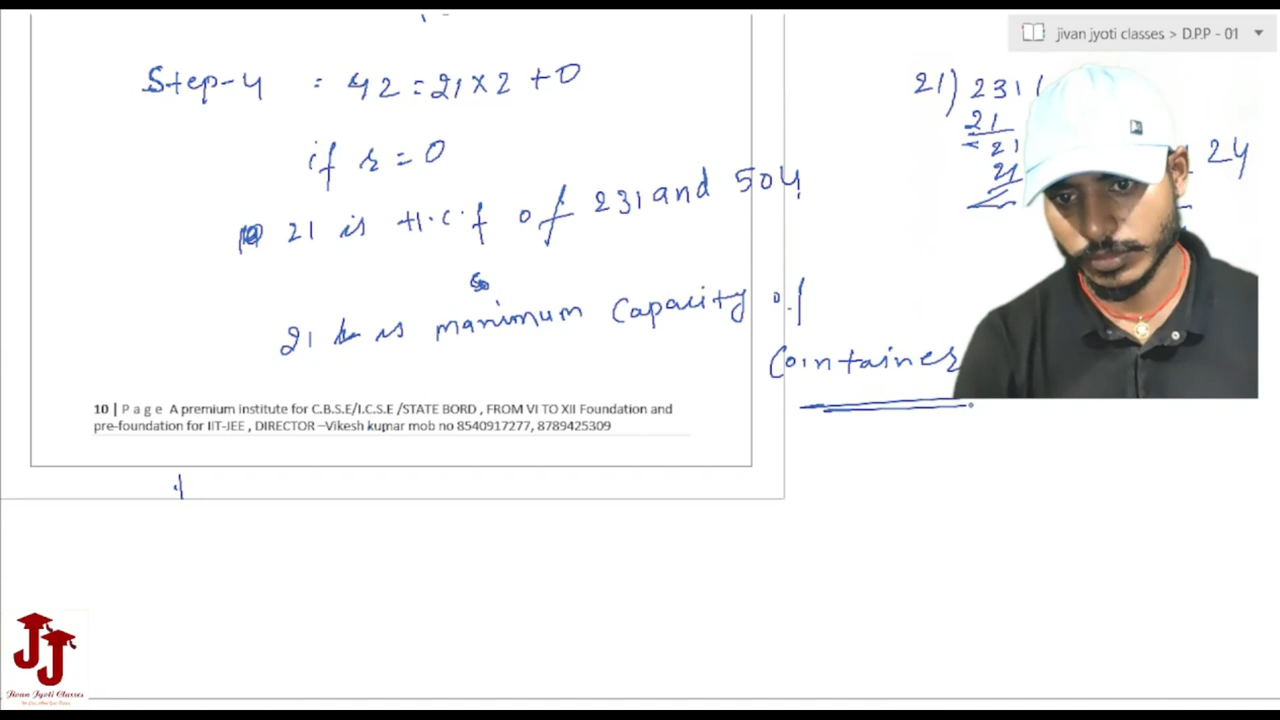 jivan jyoti classes > D.P.P - 01
Step-4 : 42 = 21 × 2 + 0
if r = 0
21 is H.C.f of 231 and 504
21 is maximum capacity of
Cointainer
21) 231 (
21
21
21
24
10 | P a g e A premium institute for C.B.S.E/I.C.S.E /STATE BORD , FROM VI TO XII Foundation and
pre-foundation for IIT-JEE , DIRECTOR –Vikesh kumar mob no 8540917277, 8789425309
JJ
Jivan Jyoti Classes